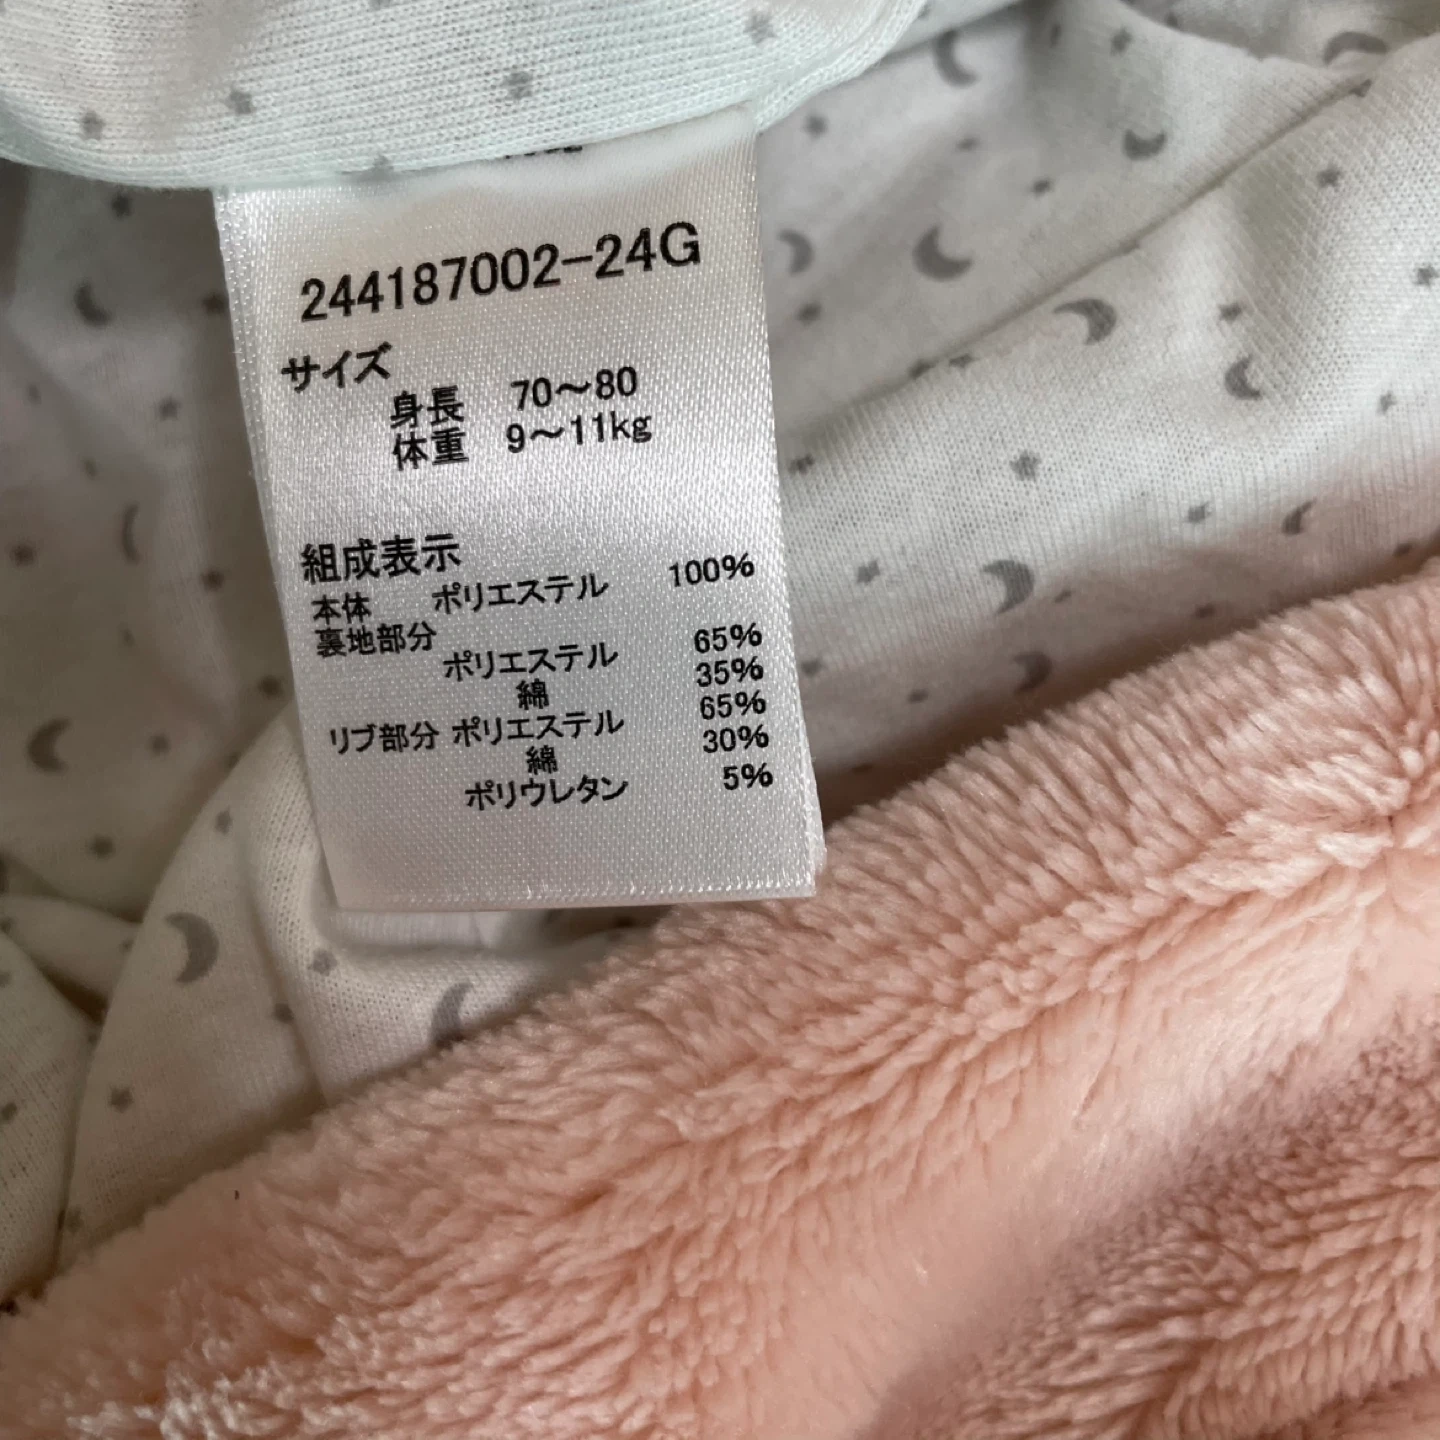 244187002-24G
サイズ
身長 70～80
体重 9～11kg
組成表示
本体 ポリエステル 100%
裏地部分
ポリエステル 65%
綿 35%
リブ部分 ポリエステル 65%
綿 30%
ポリウレタン 5%